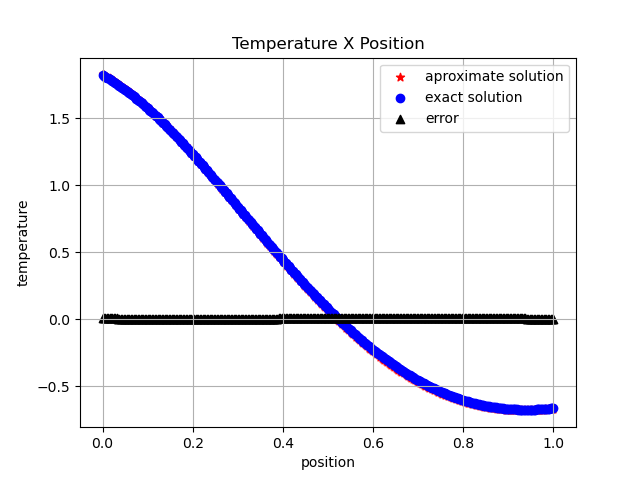 Temperature X Position
aproximate solution
exact solution
error
temperature
1.5
1.0
0.5
0.0
−0.5
0.0 0.2 0.4 0.6 0.8 1.0
position